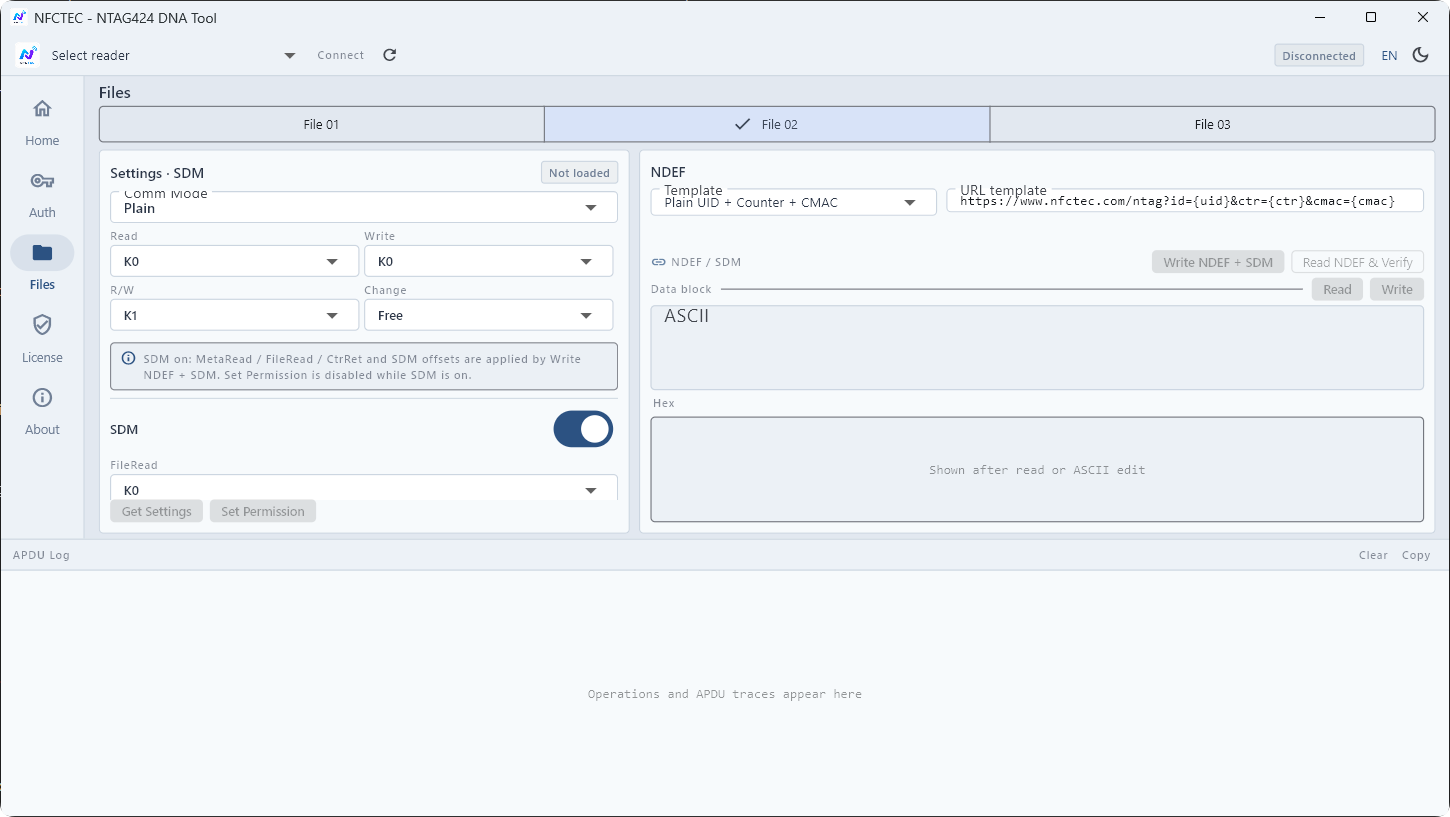 NFCTEC - NTAG424 DNA Tool
Select reader
Connect
Disconnected
EN
Home
Auth
Files
License
About
Files
File 01
File 02
File 03
Settings · SDM
Not loaded
Comm Mode
Plain
Read
Write
K0
K0
R/W
Change
K1
Free
SDM on: MetaRead / FileRead / CtrRet and SDM offsets are applied by Write
NDEF + SDM. Set Permission is disabled while SDM is on.
SDM
FileRead
K0
Get Settings
Set Permission
NDEF
Template
Plain UID + Counter + CMAC
URL template
https://www.nfctec.com/ntag?id={uid}&ctr={ctr}&cmac={cmac}
NDEF / SDM
Write NDEF + SDM
Read NDEF & Verify
Data block
Read
Write
ASCII
Hex
Shown after read or ASCII edit
APDU Log
Clear
Copy
Operations and APDU traces appear here